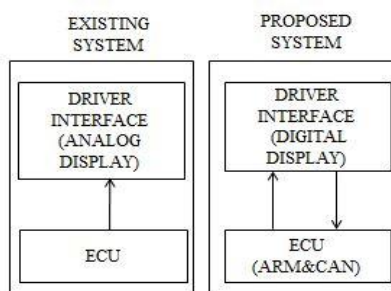 EXISTING
SYSTEM
DRIVER
INTERFACE
(ANALOG
DISPLAY)
ECU
PROPOSED
SYSTEM
DRIVER
INTERFACE
(DIGITAL
DISPLAY)
ECU
(ARM&CAN)